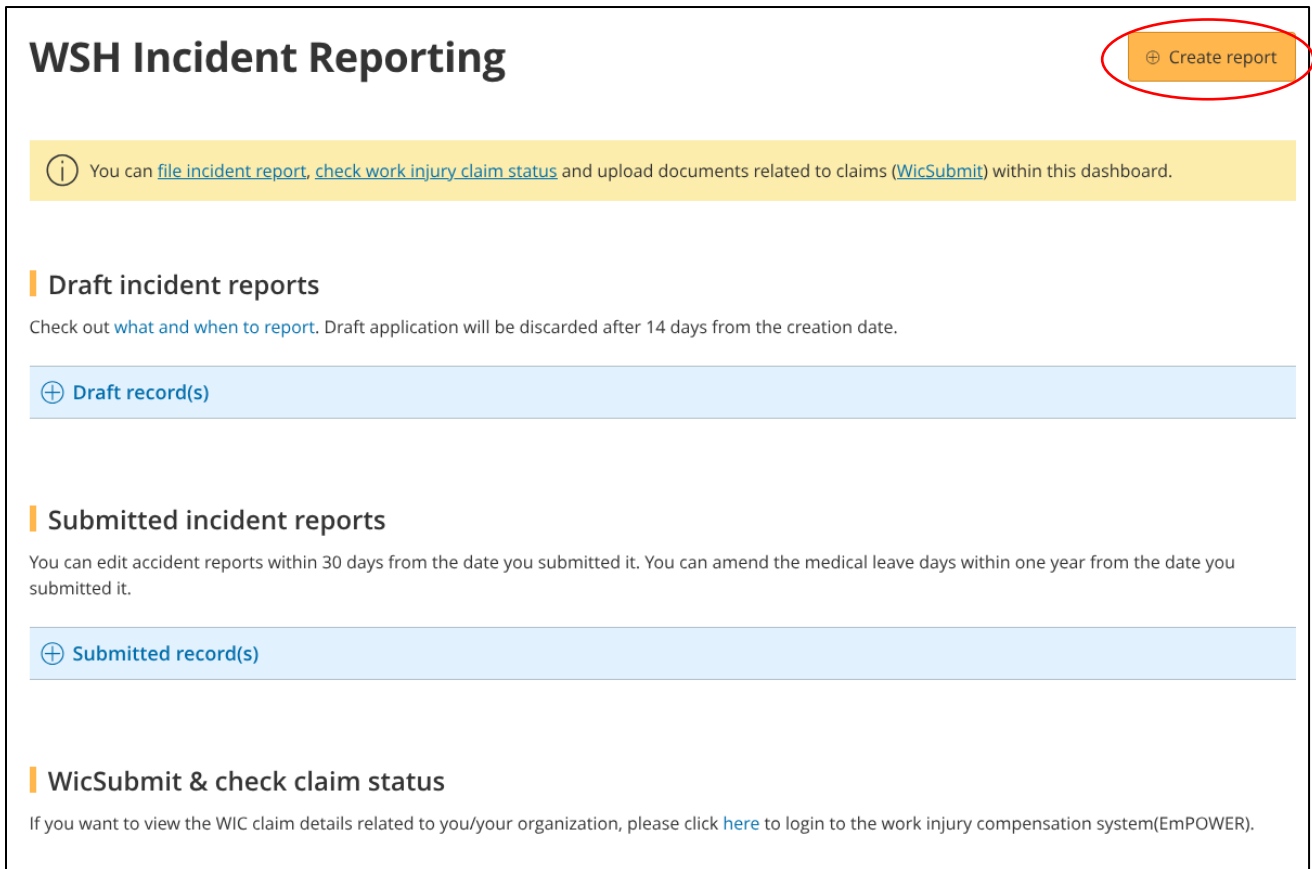 WSH Incident Reporting
Create report
You can file incident report, check work injury claim status and upload documents related to claims (WicSubmit) within this dashboard.
Draft incident reports
Check out what and when to report. Draft application will be discarded after 14 days from the creation date.
Draft record(s)
Submitted incident reports
You can edit accident reports within 30 days from the date you submitted it. You can amend the medical leave days within one year from the date you
submitted it.
Submitted record(s)
WicSubmit & check claim status
If you want to view the WIC claim details related to you/your organization, please click here to login to the work injury compensation system(EmPOWER).